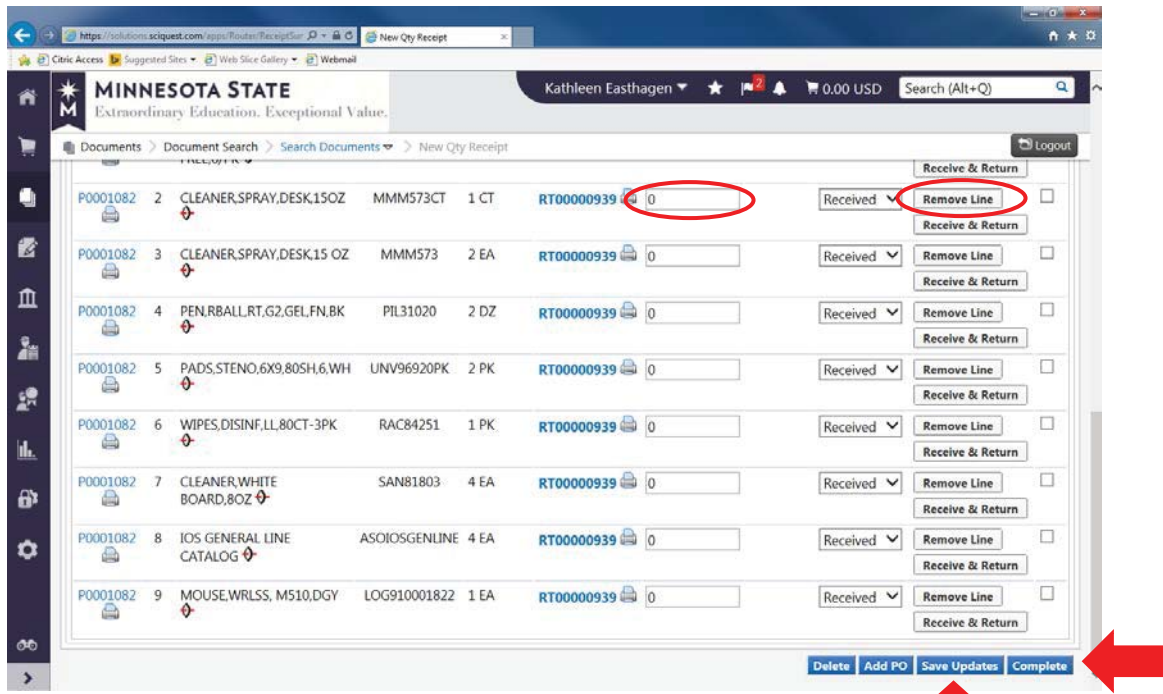 https://solutions.sciquest.com/apps/Router/ReceiptSur New Qty Receipt
Citric Access Suggested Sites Web Slice Gallery Webmail
MINNESOTA STATE
Extraordinary Education. Exceptional Value.
Kathleen Easthagen 2 0.00 USD Search (Alt+Q)
Documents > Document Search > Search Documents > New Qty Receipt Logout
Receive & Return
P0001082 2 CLEANER,SPRAY,DESK,15OZ MMM573CT 1 CT RT00000939 0 Received Remove Line
Receive & Return
P0001082 3 CLEANER,SPRAY,DESK,15 OZ MMM573 2 EA RT00000939 0 Received Remove Line
Receive & Return
P0001082 4 PEN,RBALL,RT,G2,GEL,FN,BK PIL31020 2 DZ RT00000939 0 Received Remove Line
Receive & Return
P0001082 5 PADS,STENO,6X9,80SH,6,WH UNV96920PK 2 PK RT00000939 0 Received Remove Line
Receive & Return
P0001082 6 WIPES,DISINF,LL,80CT-3PK RAC84251 1 PK RT00000939 0 Received Remove Line
Receive & Return
P0001082 7 CLEANER,WHITE SAN81803 4 EA RT00000939 0 Received Remove Line
BOARD,8OZ Receive & Return
P0001082 8 IOS GENERAL LINE ASOIOSGENLINE 4 EA RT00000939 0 Received Remove Line
CATALOG Receive & Return
P0001082 9 MOUSE,WRLSS, M510,DGY LOG910001822 1 EA RT00000939 0 Received Remove Line
Receive & Return
Delete Add PO Save Updates Complete